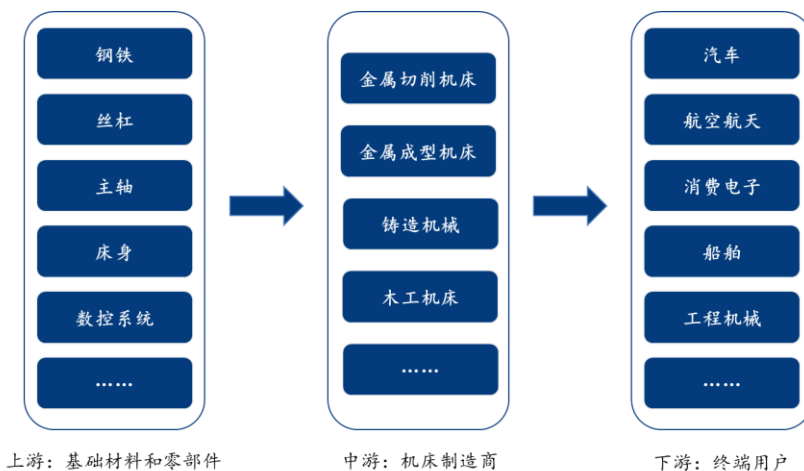 钢铁
丝杠
主轴
床身
数控系统
……
上游：基础材料和零部件
金属切削机床
金属成型机床
铸造机械
木工机床
……
中游：机床制造商
汽车
航空航天
消费电子
船舶
工程机械
……
下游：终端用户